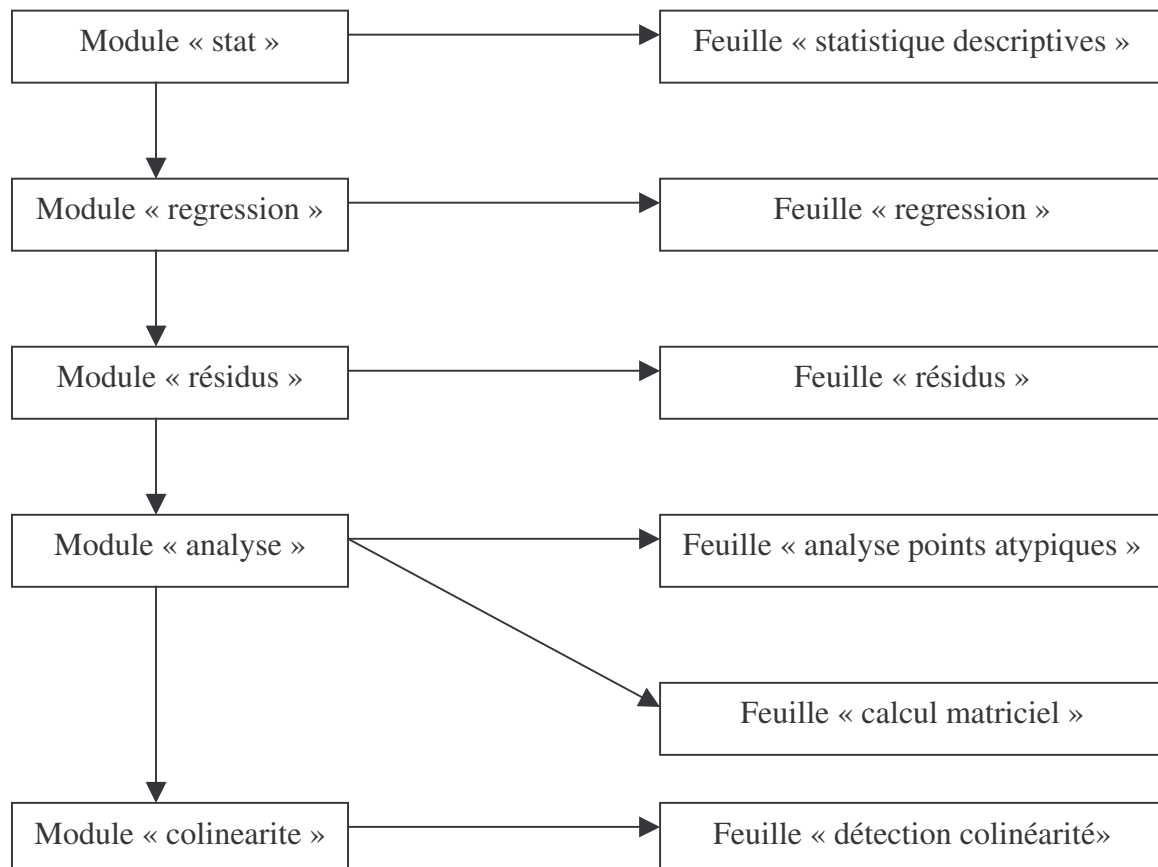 Module « stat »
Feuille « statistique descriptives »
Module « regression »
Feuille « regression »
Module « résidus »
Feuille « résidus »
Module « analyse »
Feuille « analyse points atypiques »
Feuille « calcul matriciel »
Module « colinearite »
Feuille « détection colinéarité»